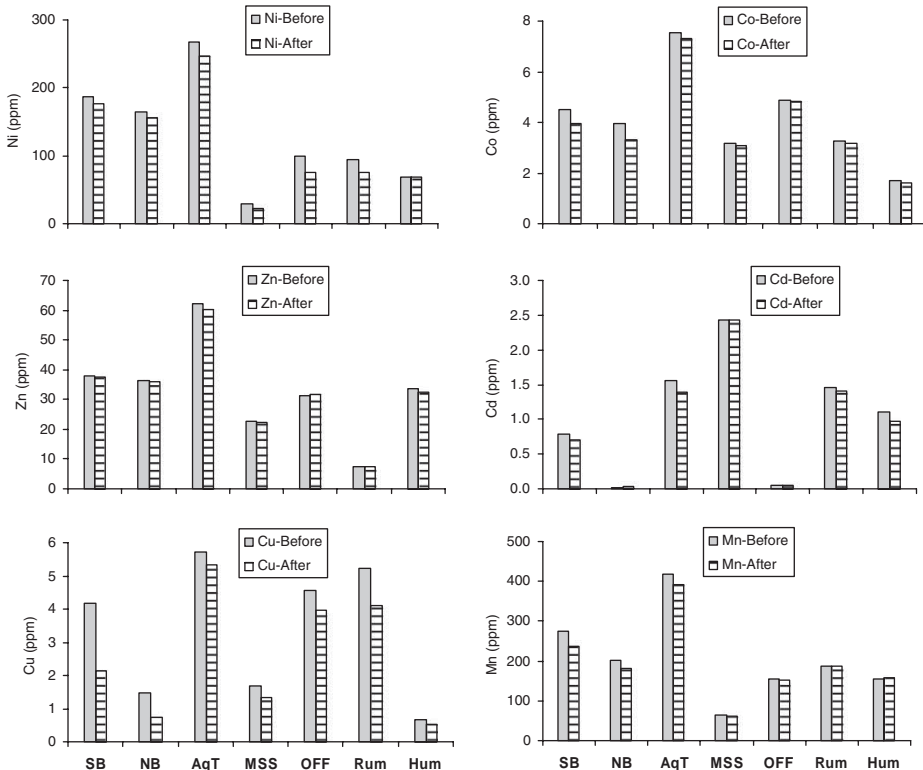 300
200
100
0
Ni (ppm)
Ni-Before
Ni-After
8
6
4
2
0
Co (ppm)
Co-Before
Co-After
70
60
50
40
30
20
10
0
Zn (ppm)
Zn-Before
Zn-After
3.0
2.5
2.0
1.5
1.0
0.5
0.0
Cd (ppm)
Cd-Before
Cd-After
6
5
4
3
2
1
0
Cu (ppm)
Cu-Before
Cu-After
SB NB AqT MSS OFF Rum Hum
500
400
300
200
100
0
Mn (ppm)
Mn-Before
Mn-After
SB NB AqT MSS OFF Rum Hum